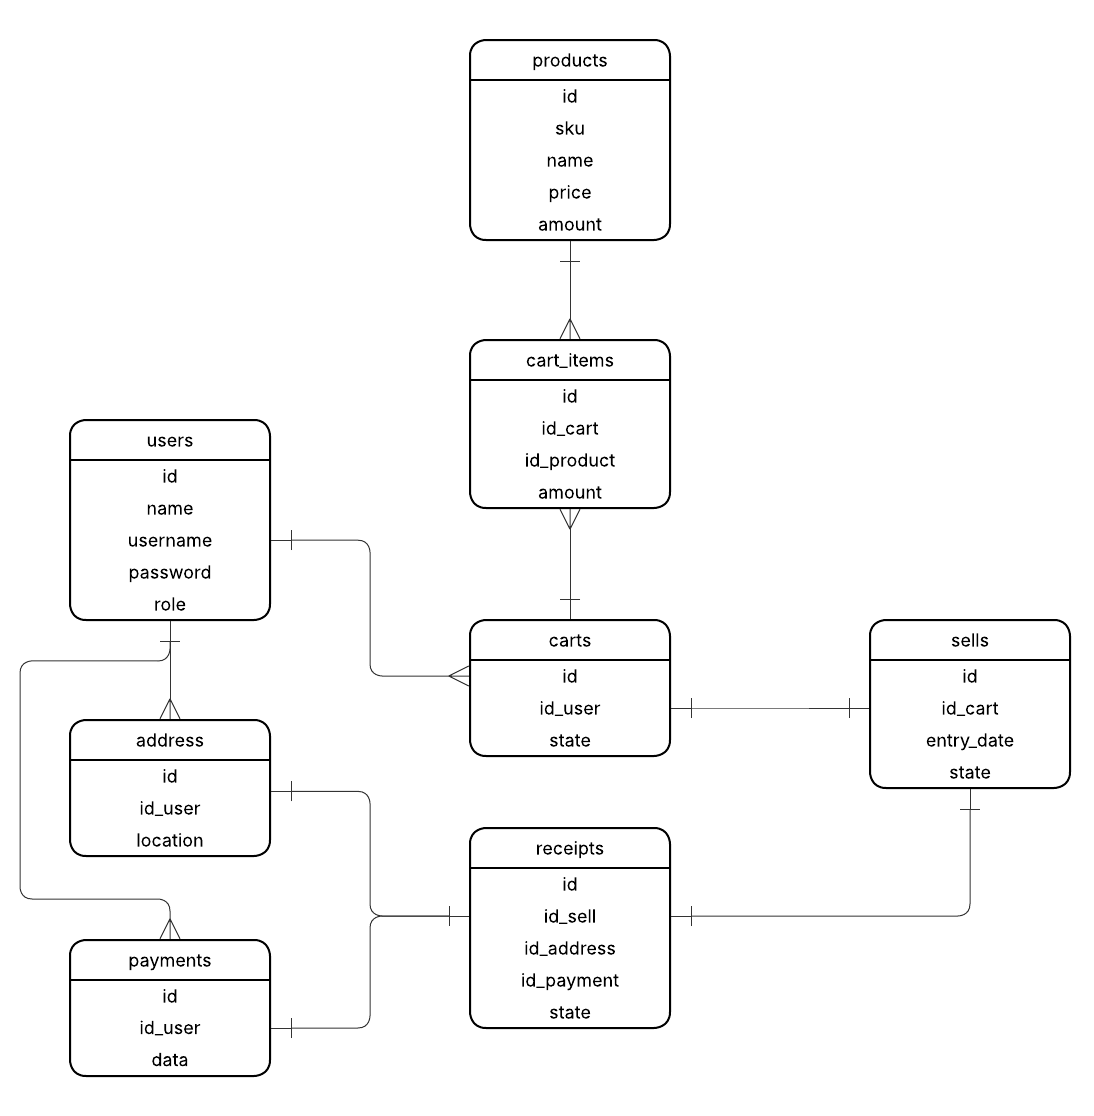 products
id
sku
name
price
amount
cart_items
id
id_cart
id_product
amount
users
id
name
username
password
role
carts
id
id_user
state
sells
id
id_cart
entry_date
state
address
id
id_user
location
receipts
id
id_sell
id_address
id_payment
state
payments
id
id_user
data